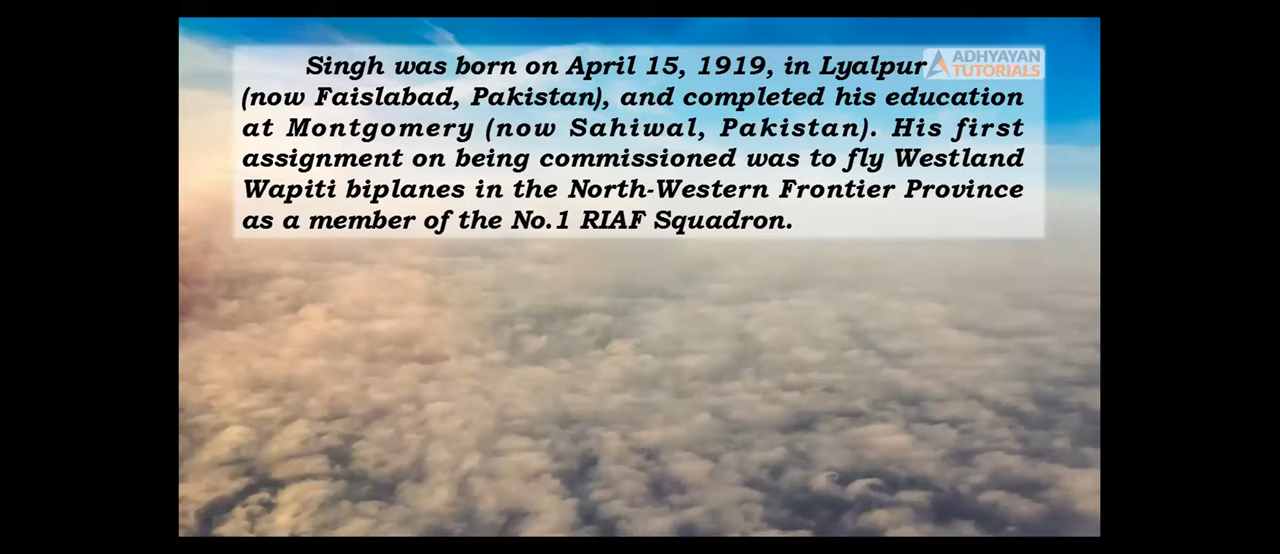 Singh was born on April 15, 1919, in Lyalpur
ADHYAYAN
TUTORIALS
(now Faislabad, Pakistan), and completed his education
at Montgomery (now Sahiwal, Pakistan). His first
assignment on being commissioned was to fly Westland
Wapiti biplanes in the North-Western Frontier Province
as a member of the No.1 RIAF Squadron.